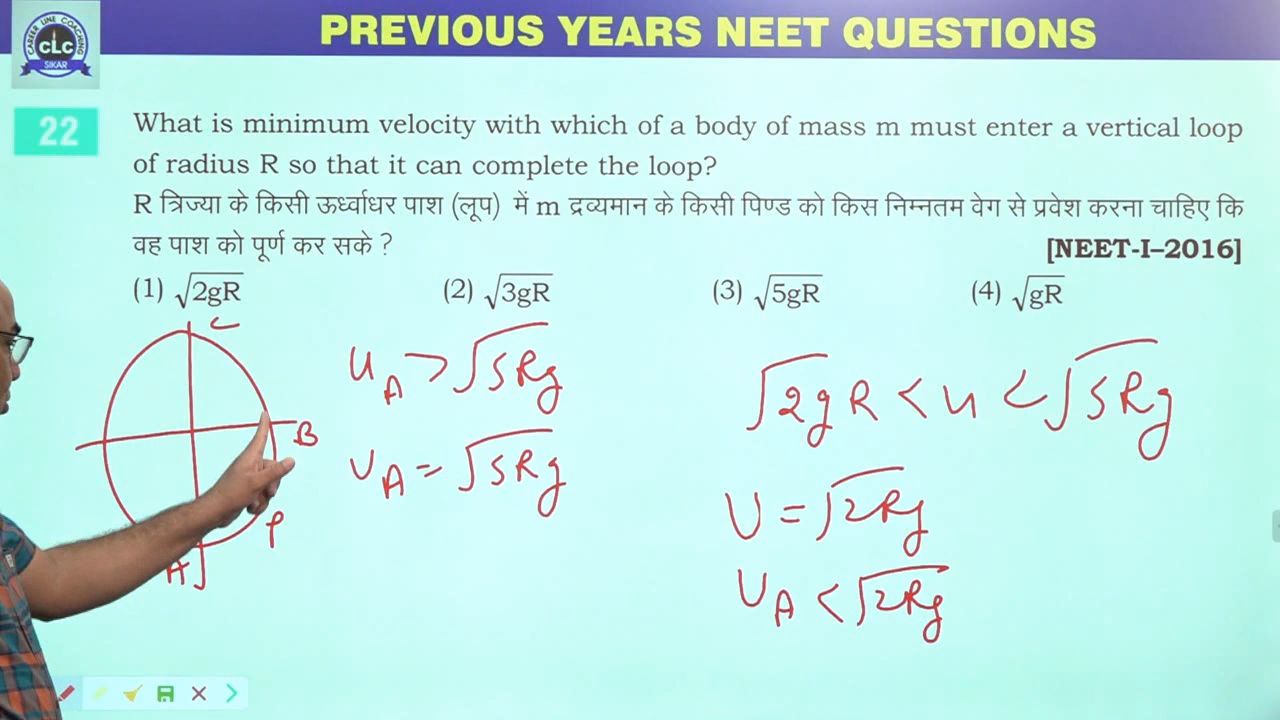 CAREER LINE COACHING
CLC
SIKAR
PREVIOUS YEARS NEET QUESTIONS
22
What is minimum velocity with which of a body of mass m must enter a vertical loop
of radius R so that it can complete the loop?
R त्रिज्या के किसी ऊर्ध्वाधर पाश (लूप) में m द्रव्यमान के किसी पिण्ड को किस निम्नतम वेग से प्रवेश करना चाहिए कि
वह पाश को पूर्ण कर सके ?
[NEET-I–2016]
(1) √2gR (2) √3gR (3) √5gR (4) √gR
C
B
P
A
U_A > √5Rg
U_A = √5Rg
√2gR < u < √5Rg
U = √2Rg
U_A < √2Rg